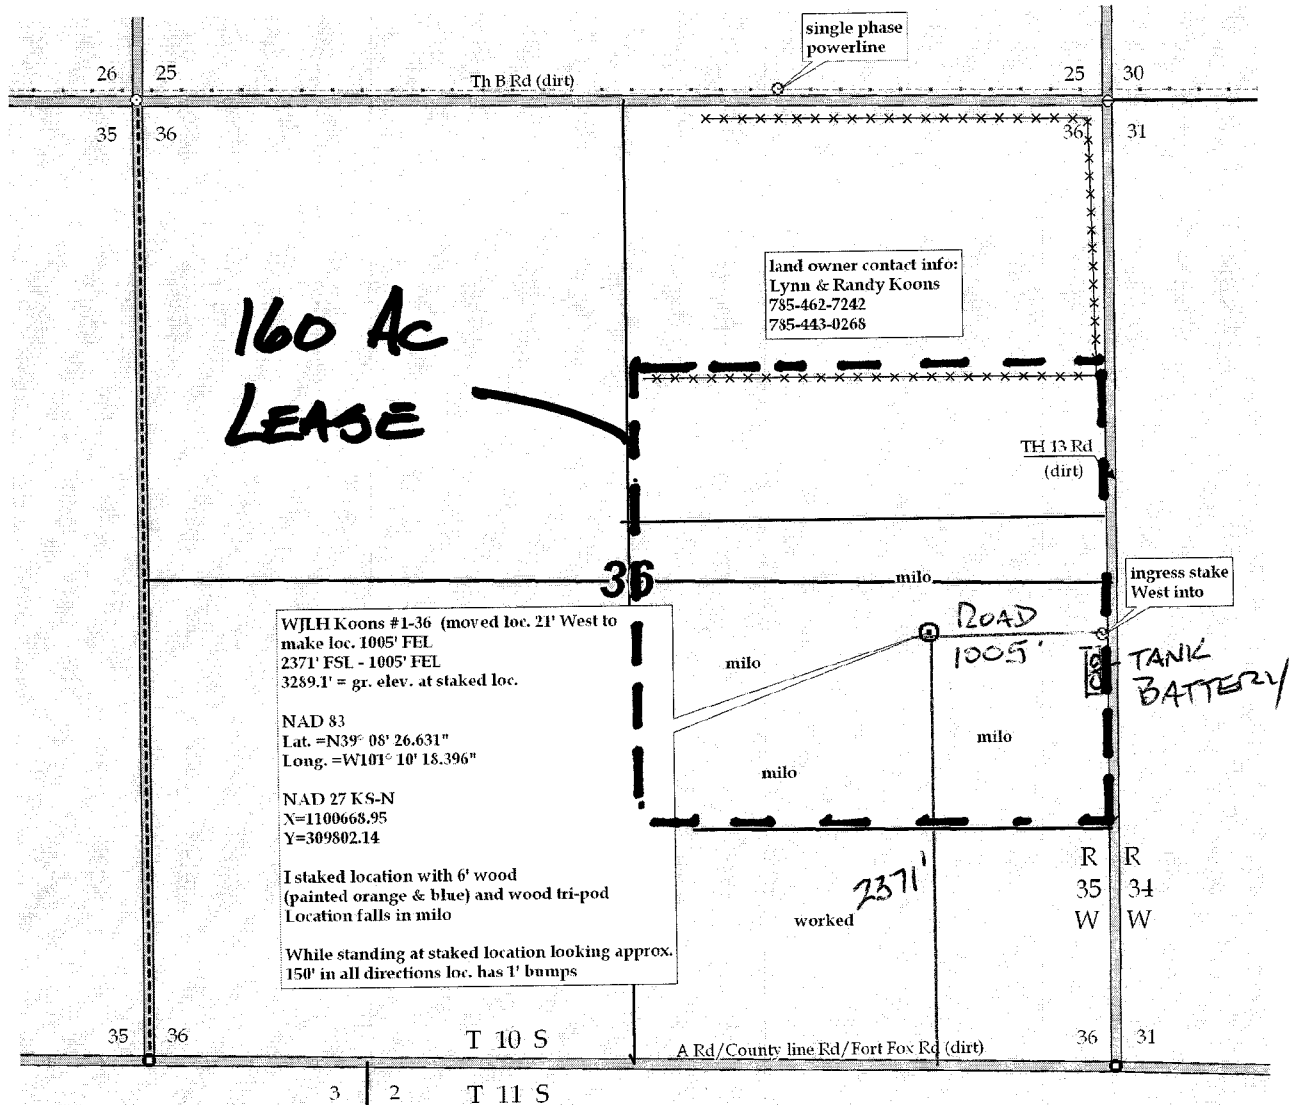 single phase
powerline
26 25
Th B Rd (dirt)
25 30
35 36
36 31
land owner contact info:
Lynn & Randy Koons
785-462-7242
785-443-0268
160 AC
LEASE
TH 13 Rd
(dirt)
36
milo
ingress stake
West into
WJLH Koons #1-36 (moved loc. 21' West to
make loc. 1005' FEL
2371' FSL - 1005' FEL
3289.1' = gr. elev. at staked loc.
NAD 83
Lat. =N39° 08' 26.631"
Long. =W101° 10' 18.396"
NAD 27 KS-N
X=1100668.95
Y=309802.14
I staked location with 6' wood
(painted orange & blue) and wood tri-pod
Location falls in milo
While standing at staked location looking approx.
150' in all directions loc. has 1' bumps
ROAD
1005'
milo
TANK
BATTERY
milo
milo
R R
35 34
W W
2371'
worked
35 36
T 10 S
A Rd/County line Rd/Fort Fox Rd (dirt)
36 31
3 2
T 11 S